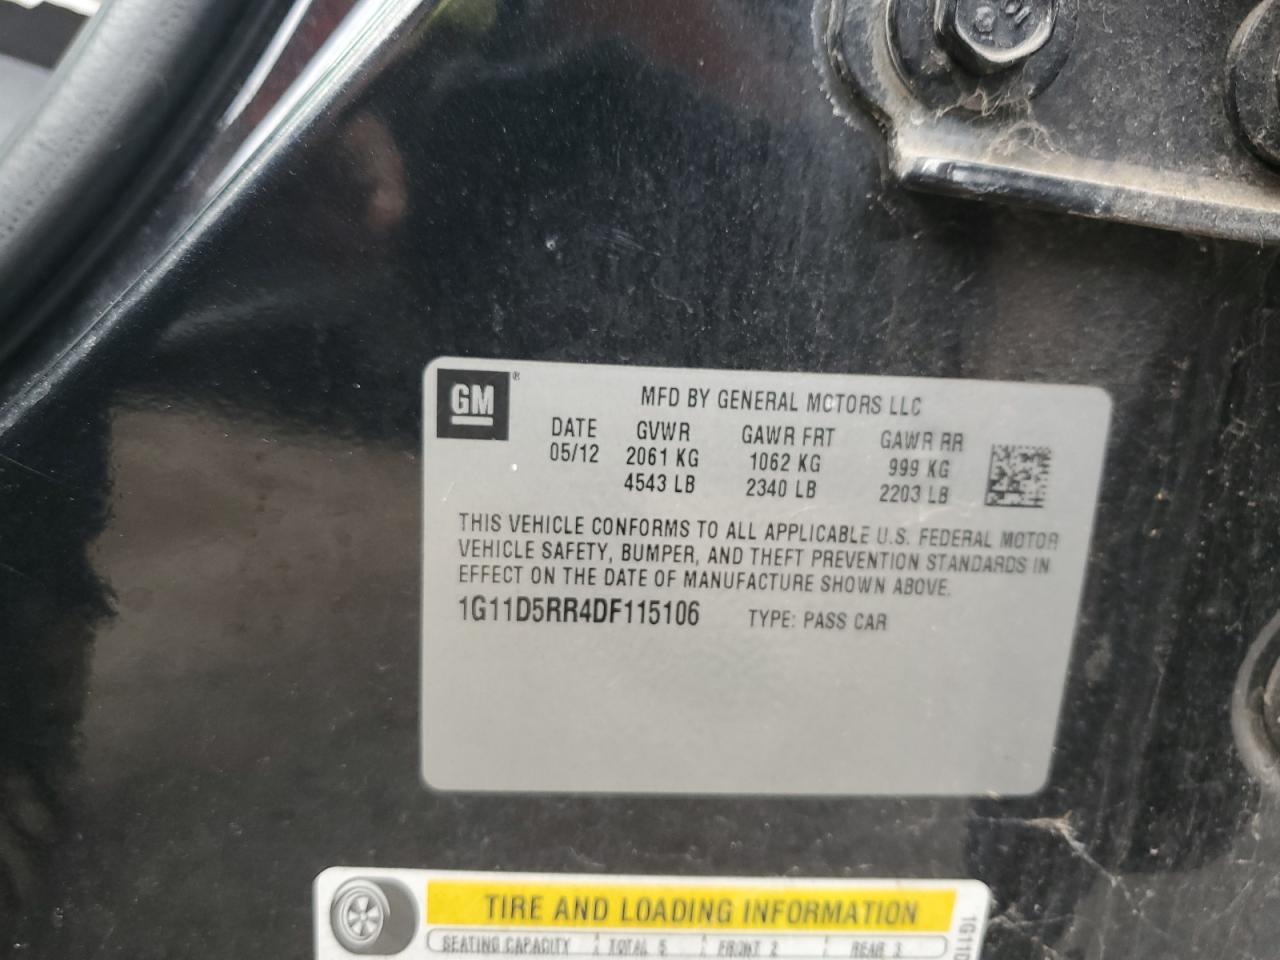 GM
MFD BY GENERAL MOTORS LLC
DATE GVWR GAWR FRT GAWR RR
05/12 2061 KG 1062 KG 999 KG
4543 LB 2340 LB 2203 LB
THIS VEHICLE CONFORMS TO ALL APPLICABLE U.S. FEDERAL MOTOR
VEHICLE SAFETY, BUMPER, AND THEFT PREVENTION STANDARDS IN
EFFECT ON THE DATE OF MANUFACTURE SHOWN ABOVE.
1G11D5RR4DF115106 TYPE: PASS CAR
TIRE AND LOADING INFORMATION
SEATING CAPACITY TOTAL 5 FRONT 2 REAR 3
1G11D